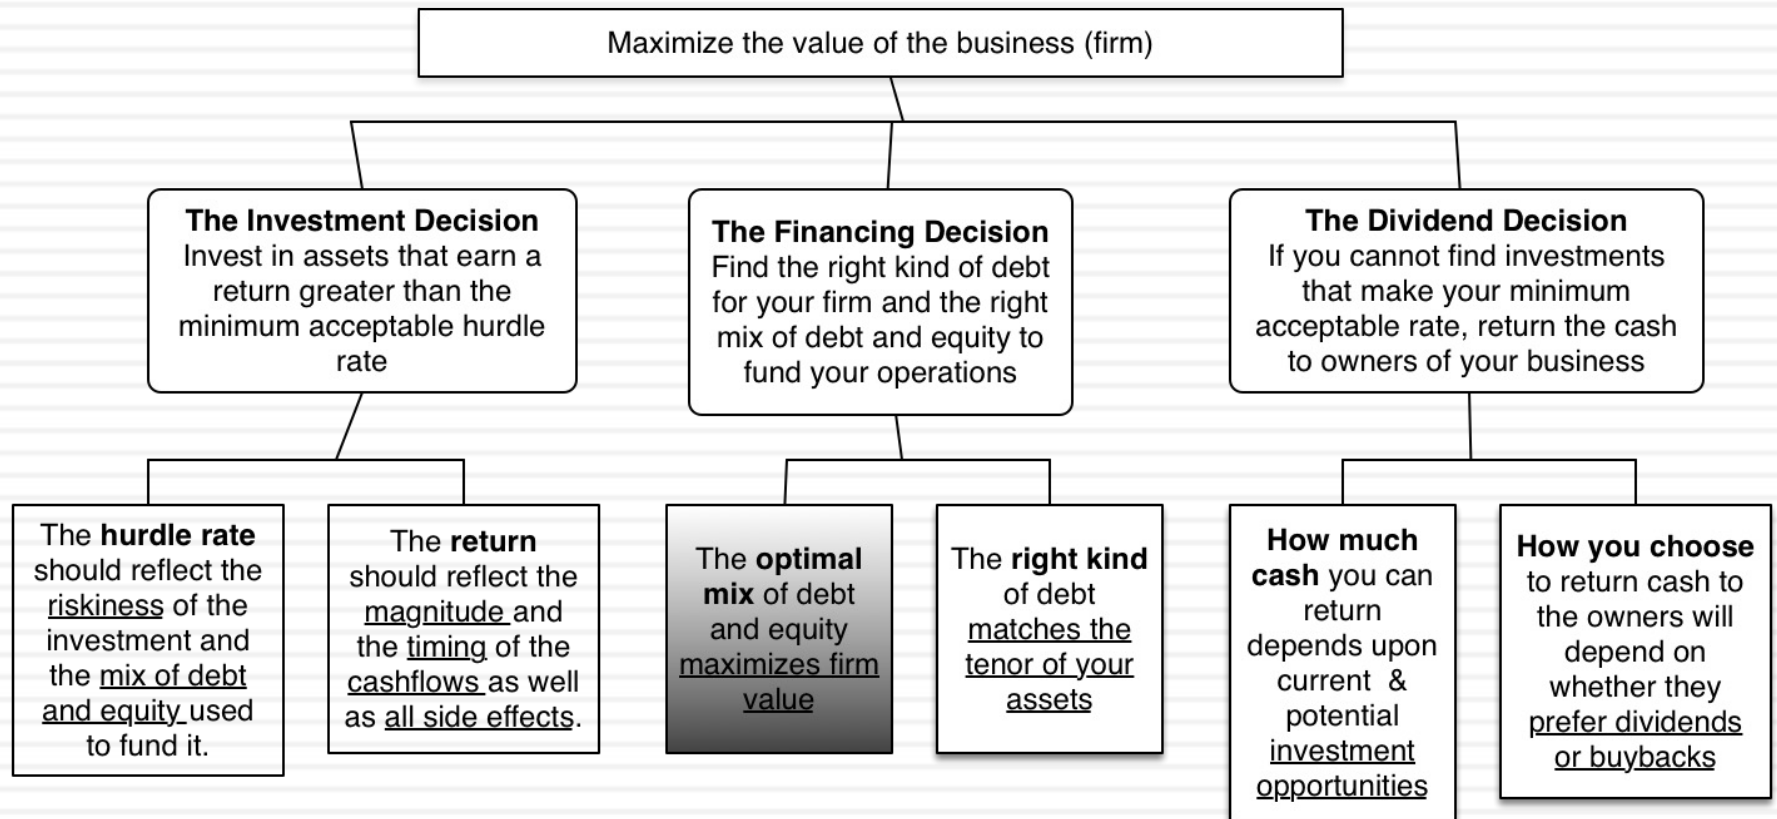 Maximize the value of the business (firm)
The Investment Decision
Invest in assets that earn a
return greater than the
minimum acceptable hurdle
rate
The Financing Decision
Find the right kind of debt
for your firm and the right
mix of debt and equity to
fund your operations
The Dividend Decision
If you cannot find investments
that make your minimum
acceptable rate, return the cash
to owners of your business
The hurdle rate
should reflect the
riskiness of the
investment and
the mix of debt
and equity used
to fund it.
The return
should reflect the
magnitude and
the timing of the
cashflows as well
as all side effects.
The optimal
mix of debt
and equity
maximizes firm
value
The right kind
of debt
matches the
tenor of your
assets
How much
cash you can
return
depends upon
current & 
potential
investment
opportunities
How you choose
to return cash to
the owners will
depend on
whether they
prefer dividends
or buybacks